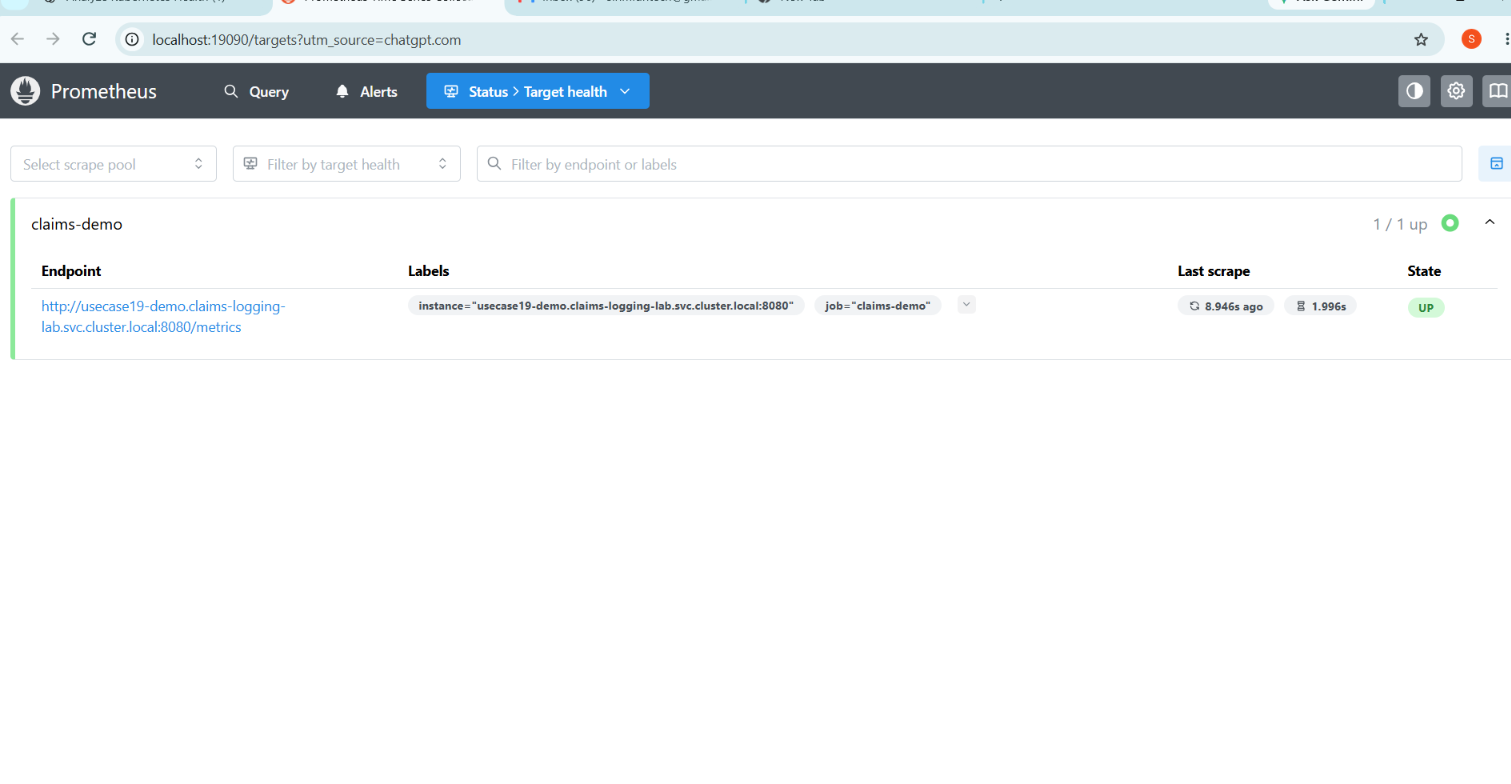 localhost:19090/targets?utm_source=chatgpt.com
S
Prometheus
Query
Alerts
Status > Target health
Select scrape pool
Filter by target health
Filter by endpoint or labels
claims-demo
1 / 1 up
Endpoint
Labels
Last scrape
State
http://usecase19-demo.claims-logging-
lab.svc.cluster.local:8080/metrics
instance="usecase19-demo.claims-logging-lab.svc.cluster.local:8080"
job="claims-demo"
8.946s ago
1.996s
UP